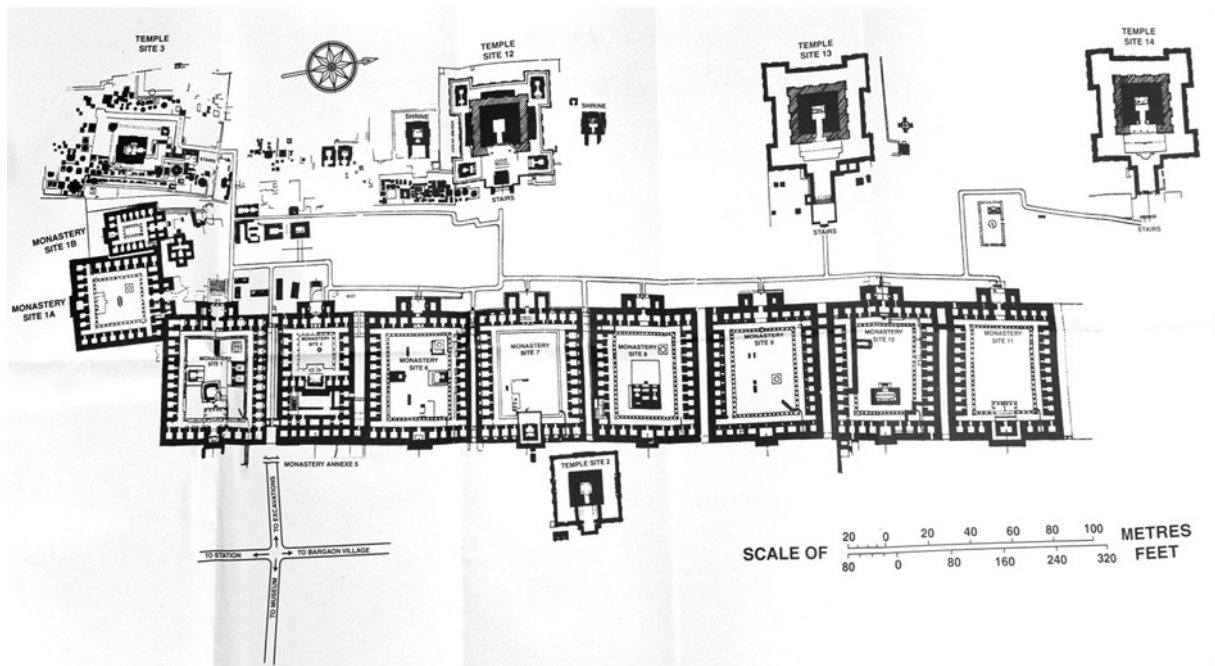 TEMPLE
SITE 3
TEMPLE
SITE 12
TEMPLE
SITE 13
TEMPLE
SITE 14
SHRINE
SHRINE
STAIRS
STAIRS
STAIRS
STAIRS
MONASTERY
SITE 1B
MONASTERY
SITE 1A
MONASTERY
MONASTERY
MONASTERY
SITE 6
MONASTERY
SITE 7
MONASTERY
SITE 8
MONASTERY
SITE 9
MONASTERY
SITE 10
MONASTERY
SITE 11
MONASTERY ANNEXE 5
TEMPLE SITE 2
TO EXCAVATIONS
TO STATION
TO BARGAON VILLAGE
TO MUSEUM
SCALE OF
20 0 20 40 60 80 100
METRES
80 0 80 160 240 320
FEET